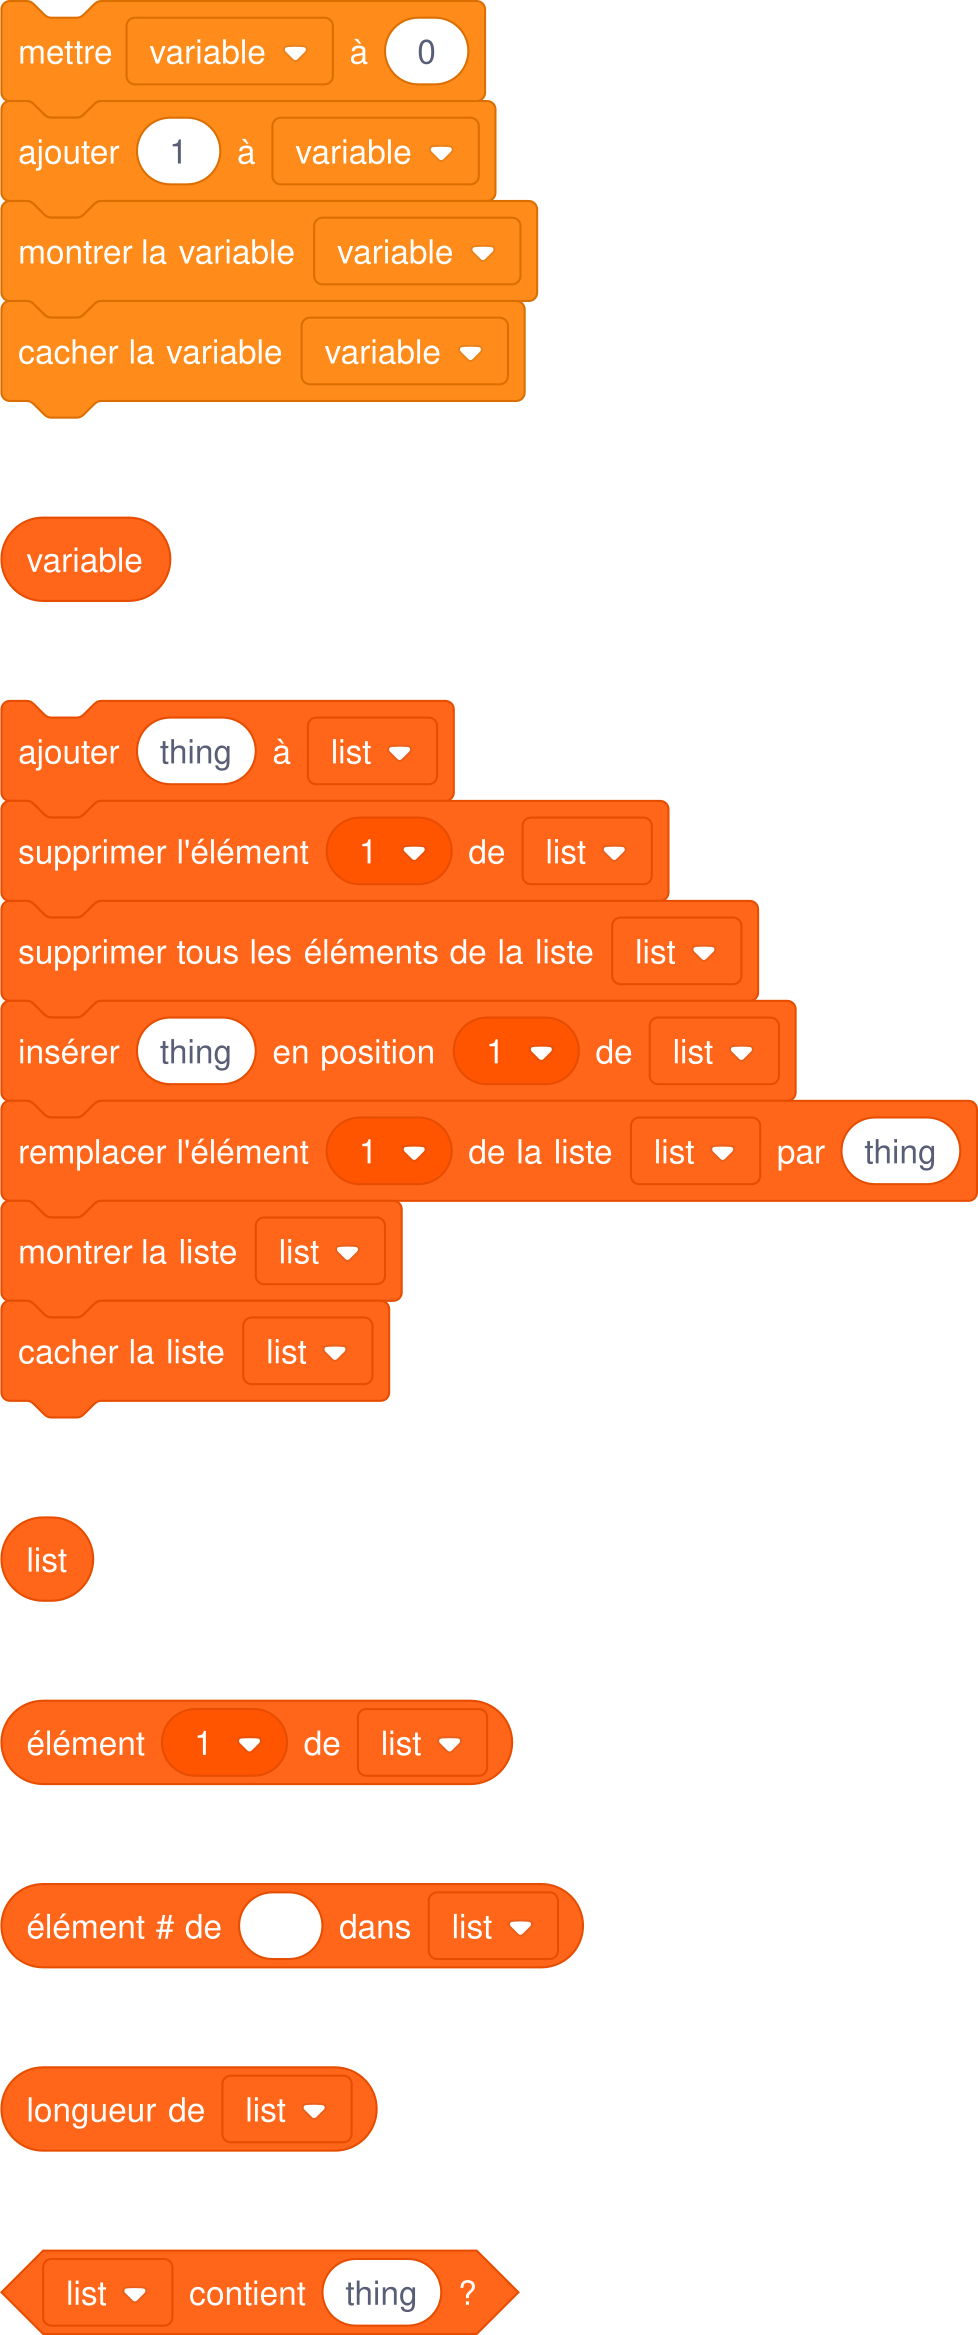 mettre variable à 0
ajouter 1 à variable
montrer la variable variable
cacher la variable variable
variable
ajouter thing à list
supprimer l'élément 1 de list
supprimer tous les éléments de la liste list
insérer thing en position 1 de list
remplacer l'élément 1 de la liste list par thing
montrer la liste list
cacher la liste list
list
élément 1 de list
élément # de dans list
longueur de list
list contient thing ?